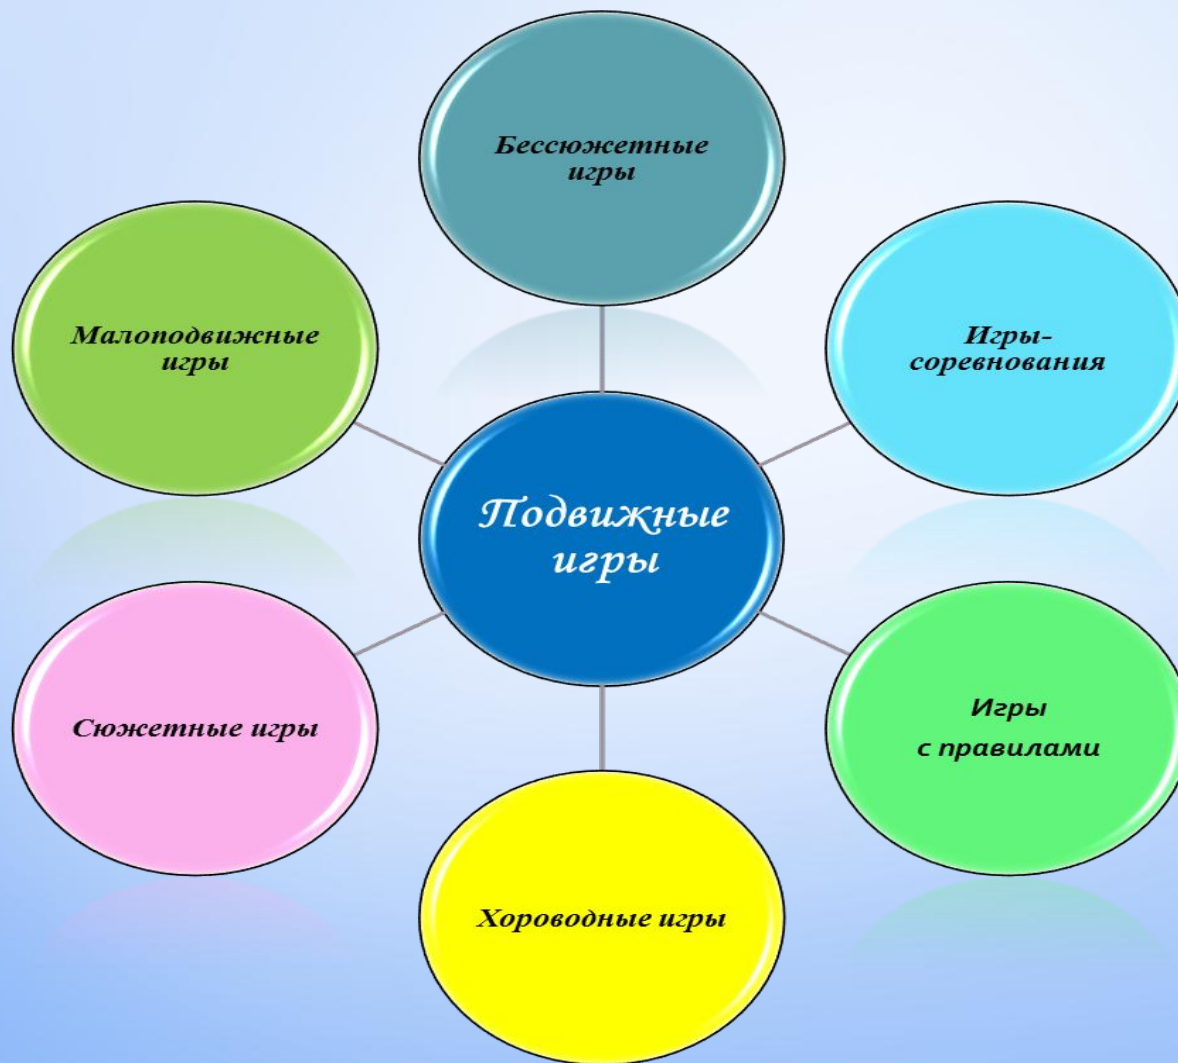 Бессюжетные
игры
Малоподвижные
игры
Игры-
соревнования
Подвижные
игры
Сюжетные игры
Игры
с правилами
Хороводные игры